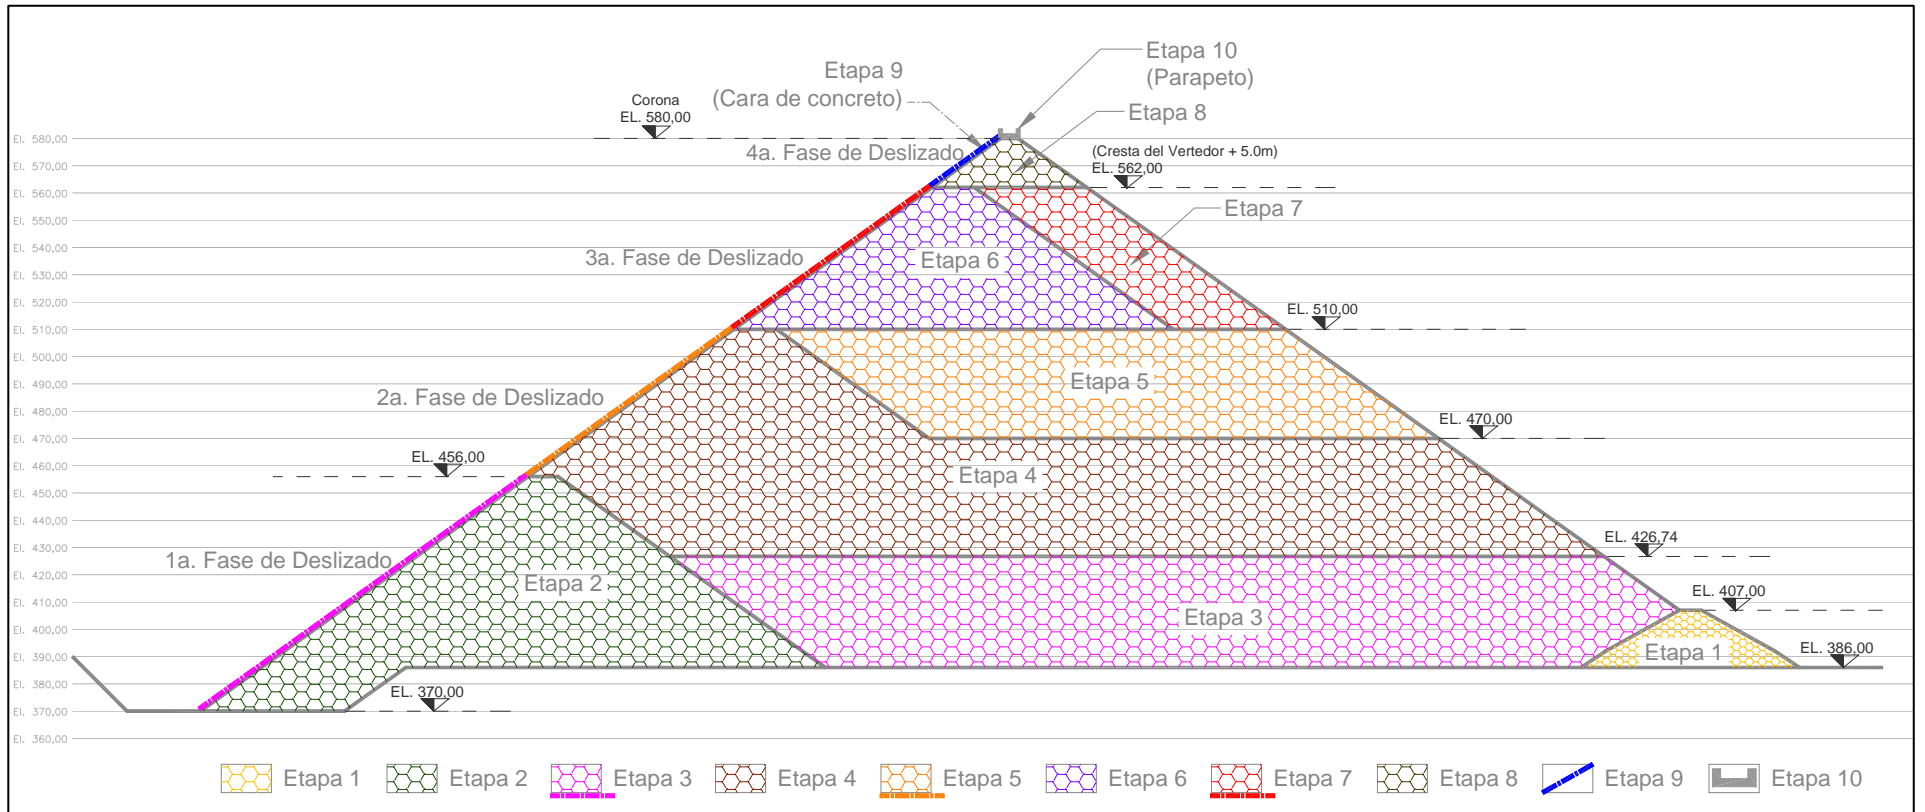 Etapa 10
(Parapeto)
Etapa 9
(Cara de concreto)
Corona
EL. 580,00
Etapa 8
4a. Fase de Deslizado
(Cresta del Vertedor + 5.0m)
EL. 562,00
Etapa 7
3a. Fase de Deslizado
Etapa 6
EL. 510,00
2a. Fase de Deslizado
Etapa 5
EL. 470,00
EL. 456,00
Etapa 4
EL. 426,74
1a. Fase de Deslizado
Etapa 2
EL. 407,00
Etapa 3
Etapa 1
EL. 386,00
EL. 370,00
El. 580,00
El. 570,00
El. 560,00
El. 550,00
El. 540,00
El. 530,00
El. 520,00
El. 510,00
El. 500,00
El. 490,00
El. 480,00
El. 470,00
El. 460,00
El. 450,00
El. 440,00
El. 430,00
El. 420,00
El. 410,00
El. 400,00
El. 390,00
El. 380,00
El. 370,00
El. 360,00
Etapa 1 Etapa 2 Etapa 3 Etapa 4 Etapa 5 Etapa 6 Etapa 7 Etapa 8 Etapa 9 Etapa 10